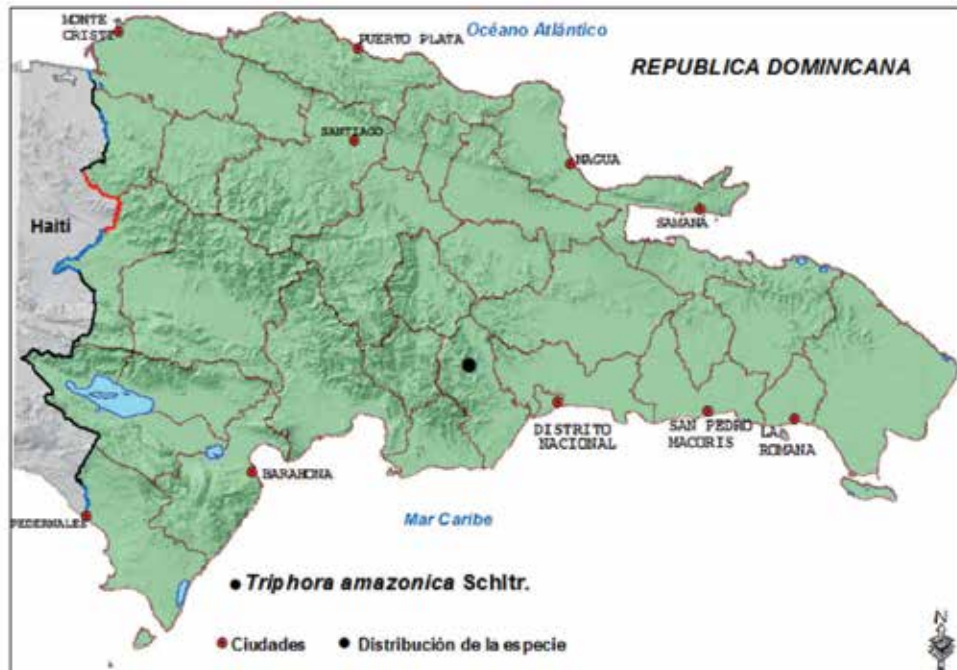 MONTE
CRISTI
PUERTO PLATA
Océano Atlántico
REPUBLICA DOMINICANA
SANTIAGO
NAGUA
SAMANA
Haití
DISTRITO
NACIONAL
SAN PEDRO
MACORIS
LA
ROMANA
BARAHONA
PEDERNALES
Mar Caribe
Triphora amazonica Schltr.
Ciudades
Distribución de la especie
N